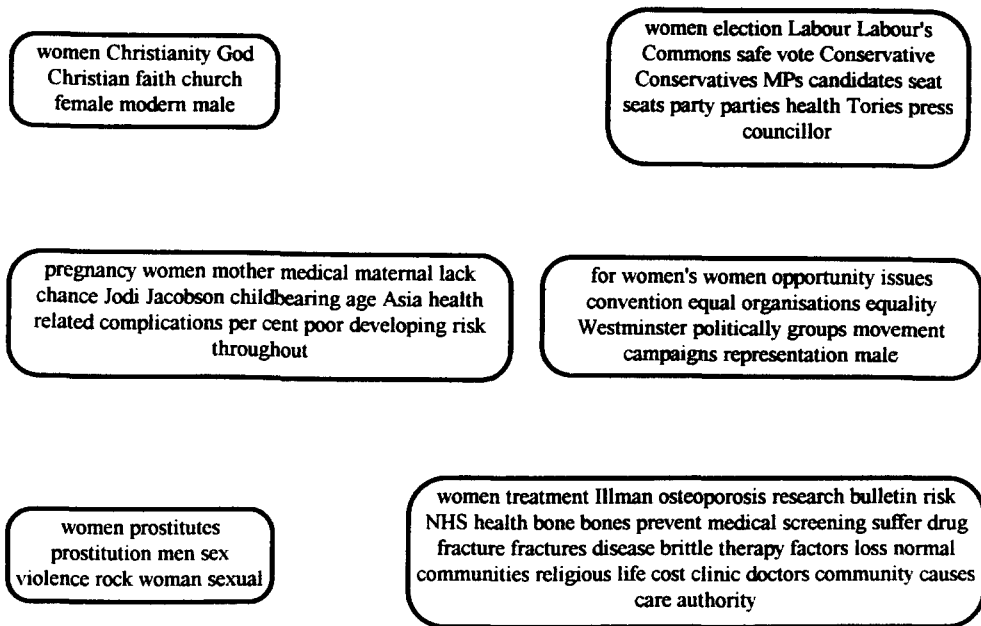 women Christianity God
Christian faith church
female modern male
women election Labour Labour's
Commons safe vote Conservative
Conservatives MPs candidates seat
seats party parties health Tories press
councillor
pregnancy women mother medical maternal lack
chance Jodi Jacobson childbearing age Asia health
related complications per cent poor developing risk
throughout
for women's women opportunity issues
convention equal organisations equality
Westminster politically groups movement
campaigns representation male
women prostitutes
prostitution men sex
violence rock woman sexual
women treatment Illman osteoporosis research bulletin risk
NHS health bone bones prevent medical screening suffer drug
fracture fractures disease brittle therapy factors loss normal
communities religious life cost clinic doctors community causes
care authority